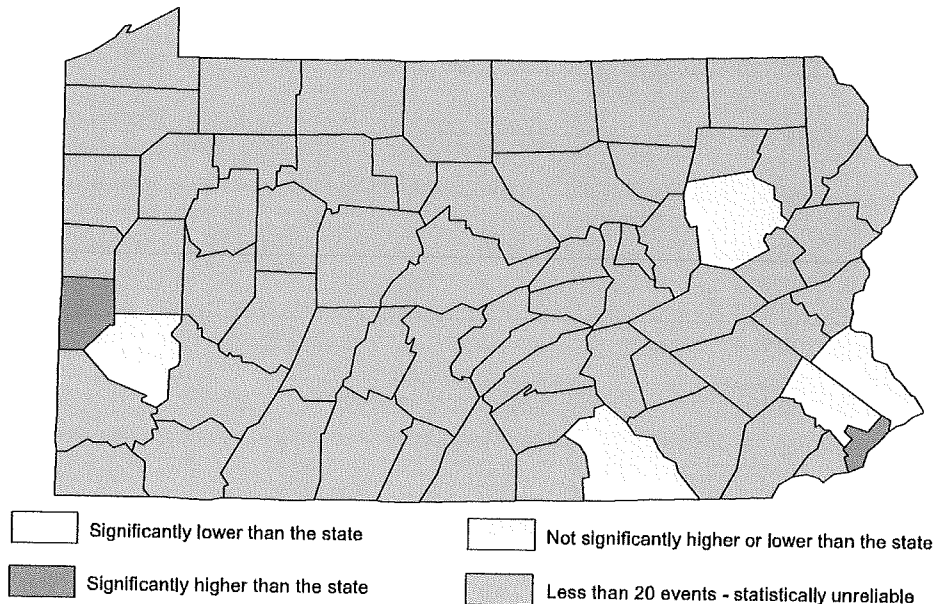 Significantly lower than the state
Not significantly higher or lower than the state
Significantly higher than the state
Less than 20 events - statistically unreliable